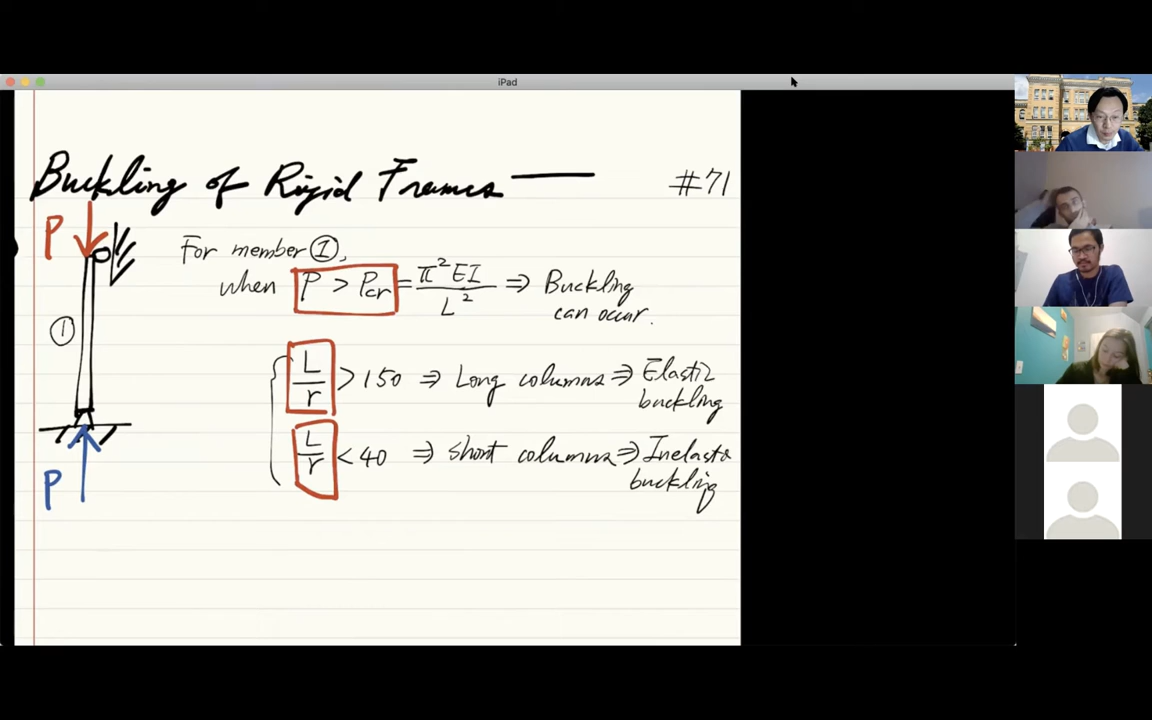 iPad
Buckling of Rigid Frames — #71
P
For member ①,
when P > Pcr = π²EI / L² ⇒ Buckling
can occur.
①
L/r > 150 ⇒ Long columns ⇒ Elastic
buckling
L/r < 40 ⇒ Short columns ⇒ Inelastic
buckling
P